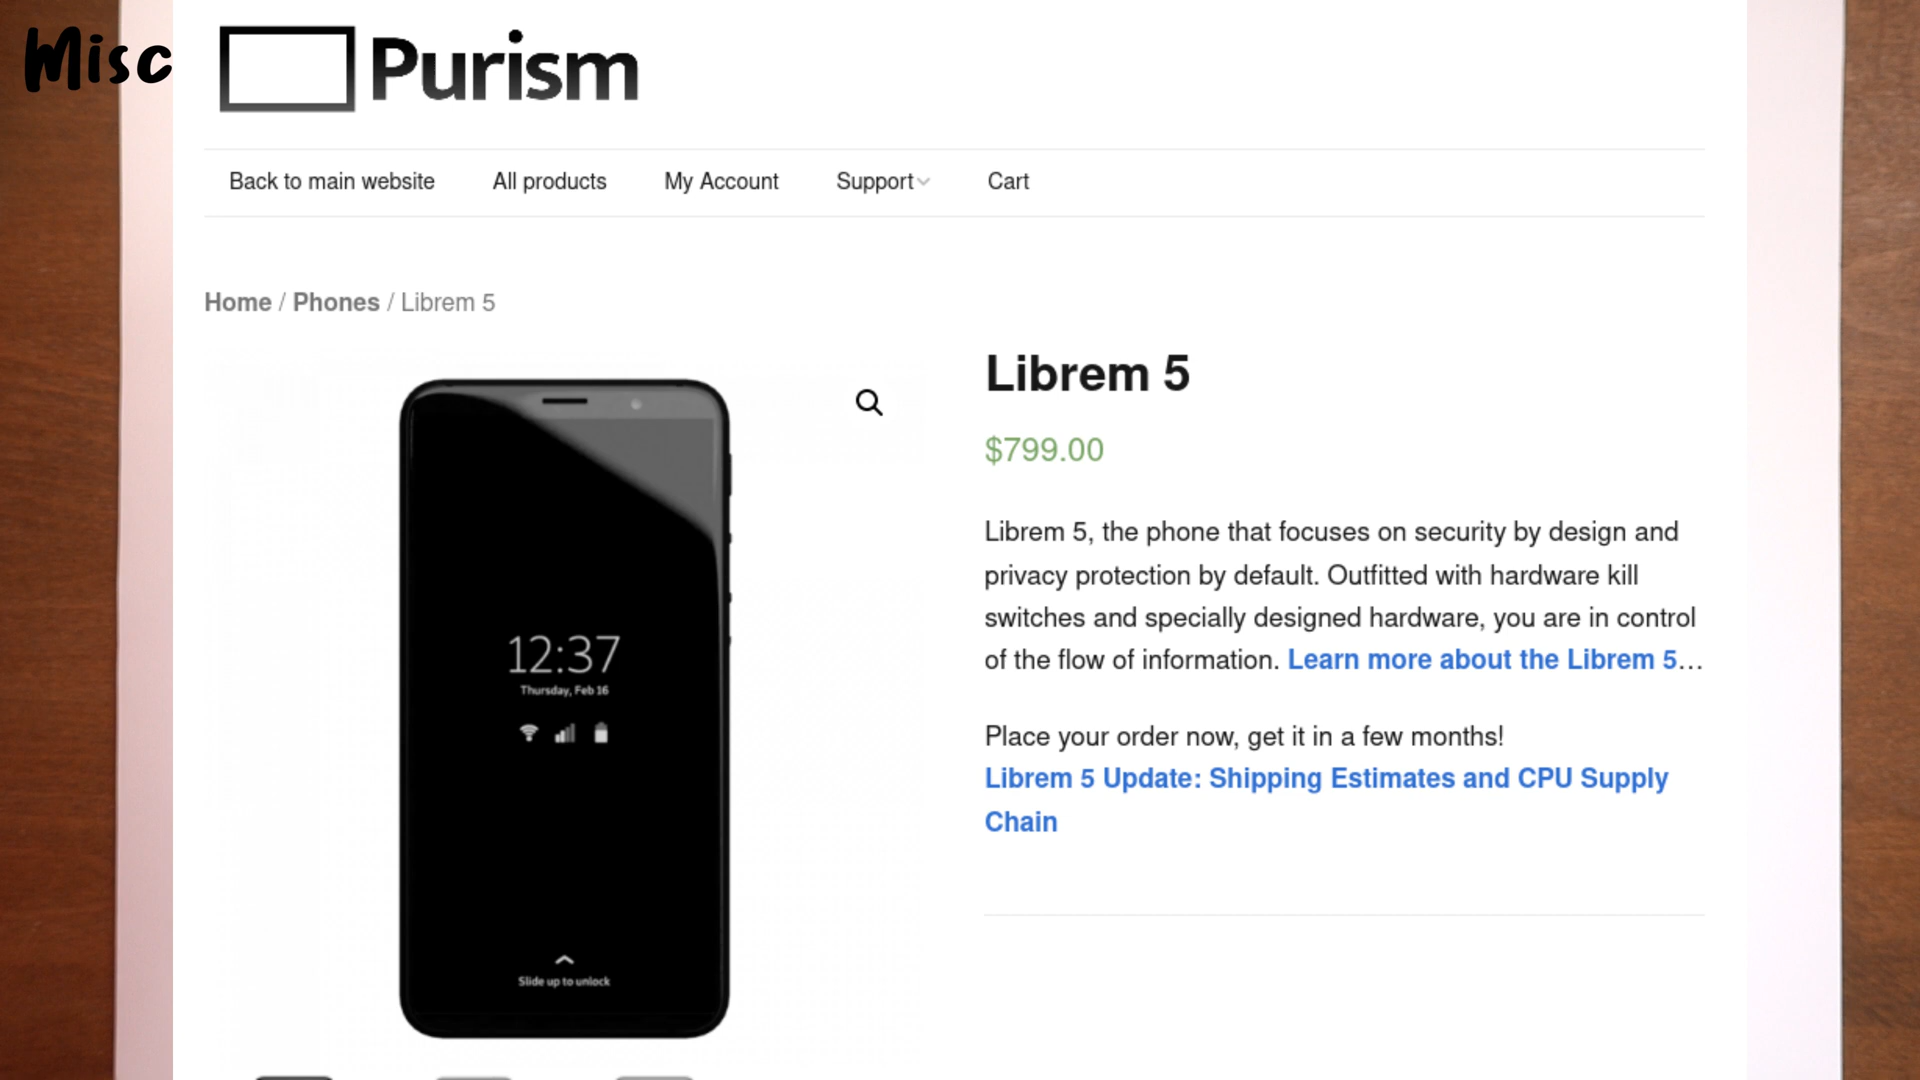 Misc
Purism
Back to main website
All products
My Account
Support
Cart
Home / Phones / Librem 5
Librem 5
$799.00
Librem 5, the phone that focuses on security by design and
privacy protection by default. Outfitted with hardware kill
switches and specially designed hardware, you are in control
of the flow of information. Learn more about the Librem 5…
Place your order now, get it in a few months!
Librem 5 Update: Shipping Estimates and CPU Supply
Chain
12:37
Thursday, Feb 16
Slide up to unlock